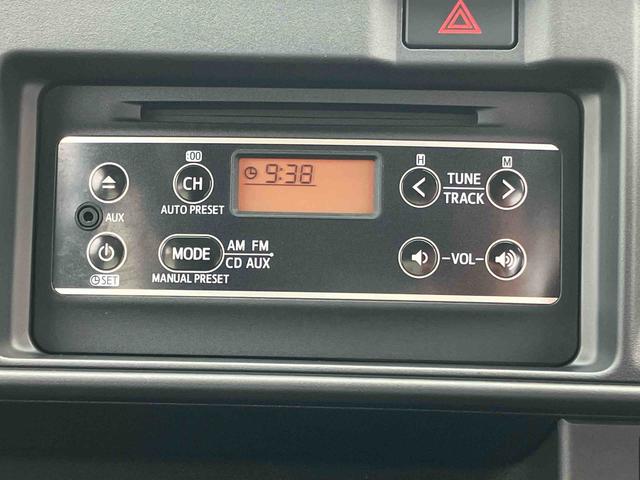 :00
CH
AUTO PRESET
9:38
H
M
TUNE
TRACK
AUX
SET
MODE
AM FM
CD AUX
MANUAL PRESET
-VOL-